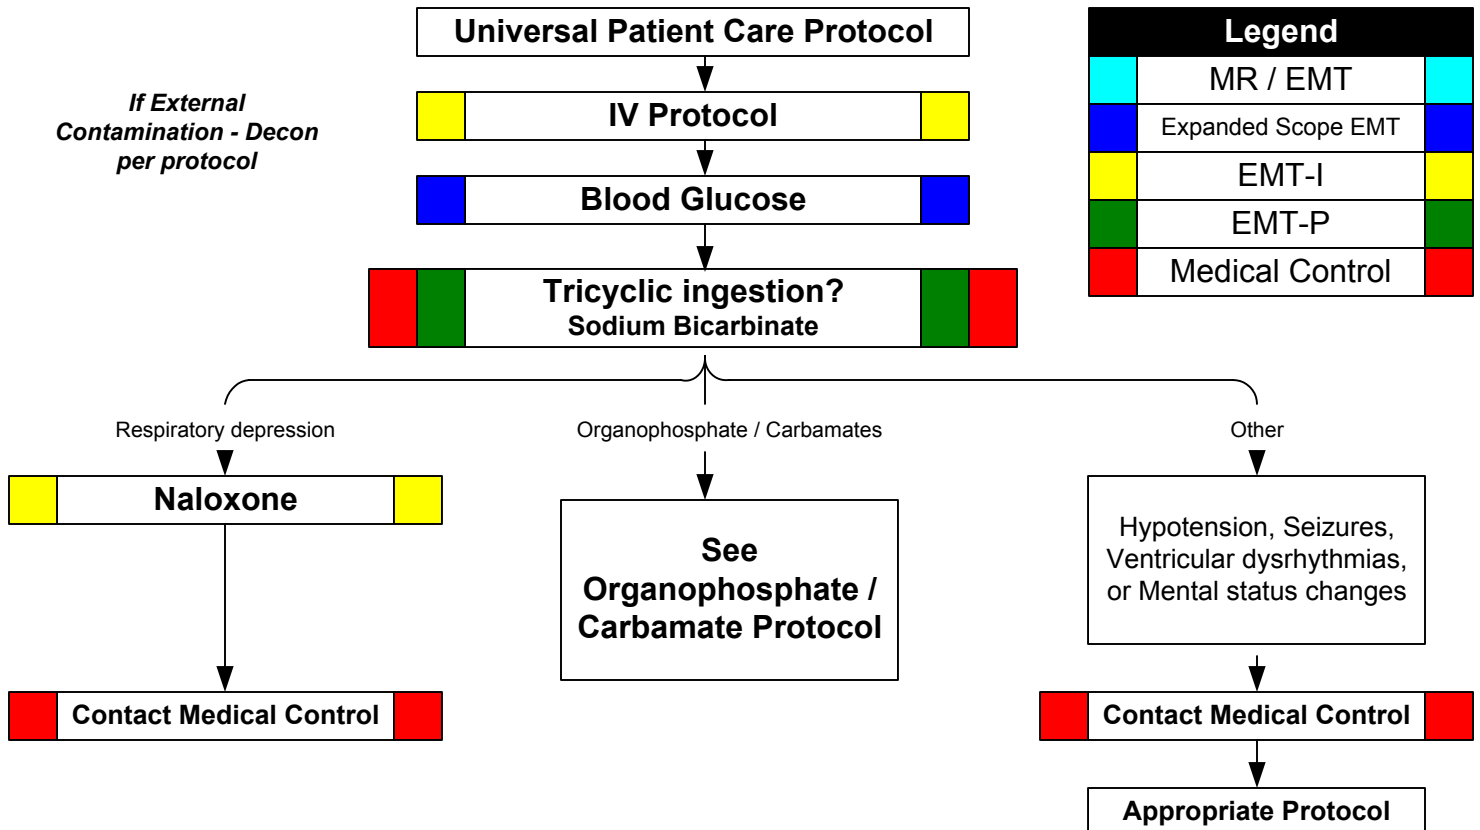 Universal Patient Care Protocol
If External
Contamination - Decon
per protocol
IV Protocol
Blood Glucose
Tricyclic ingestion?
Sodium Bicarbinate
Legend
MR / EMT
Expanded Scope EMT
EMT-I
EMT-P
Medical Control
Respiratory depression
Organophosphate / Carbamates
Other
Naloxone
See
Organophosphate /
Carbamate Protocol
Hypotension, Seizures,
Ventricular dysrhythmias,
or Mental status changes
Contact Medical Control
Contact Medical Control
Appropriate Protocol